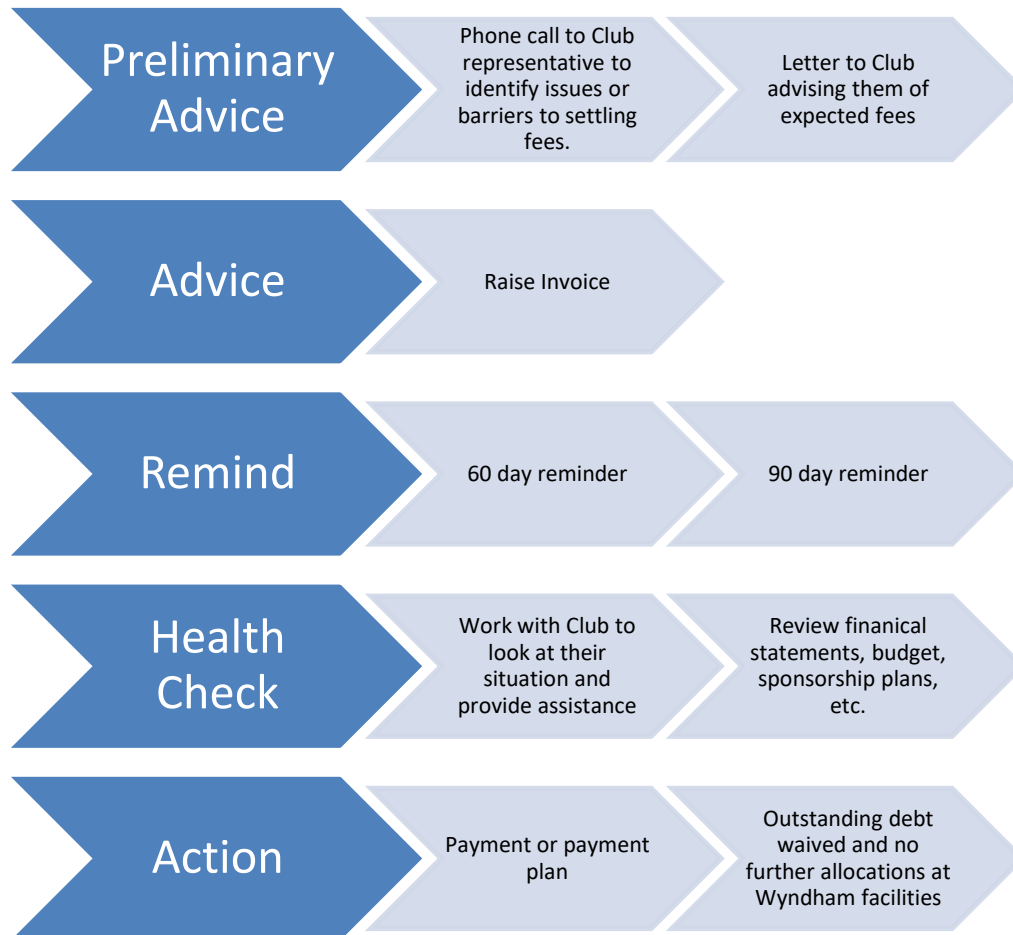 Preliminary
Advice
Phone call to Club
representative to
identify issues or
barriers to settling
fees.
Letter to Club
advising them of
expected fees
Advice
Raise Invoice
Remind
60 day reminder
90 day reminder
Health
Check
Work with Club to
look at their
situation and
provide assistance
Review finanical
statements, budget,
sponsorship plans,
etc.
Action
Payment or payment
plan
Outstanding debt
waived and no
further allocations at
Wyndham facilities